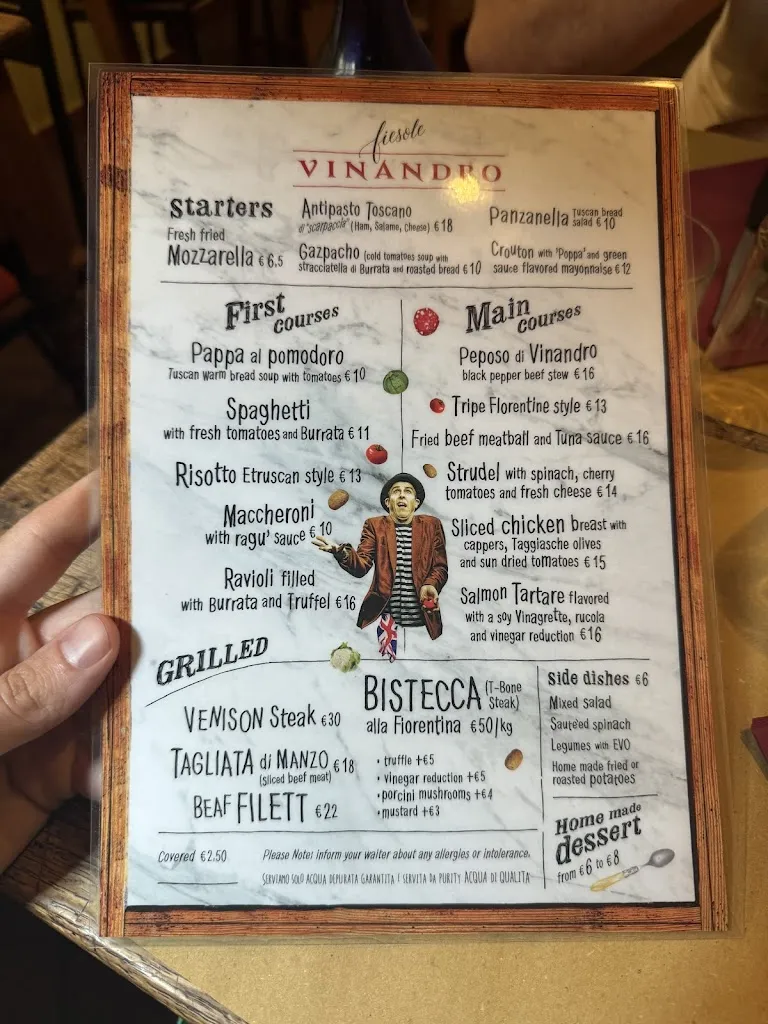 fiesole
VINANDRO
Starters
Fresh fried
Mozzarella € 6.5
Antipasto Toscano
di "scarpaccia" (Ham, Salame, Cheese) € 18
Gazpacho (cold tomatoes soup with
stracciatella di Burrata and roasted bread € 10
Panzanella Tuscan bread
salad € 10
Crouton with 'Poppa' and green
sauce flavored mayonnaise € 12
First
courses
Pappa al pomodoro
Tuscan warm bread soup with tomatoes € 10
Spaghetti
with fresh tomatoes and Burrata € 11
Risotto Etruscan style € 13
Maccheroni
with ragu' sauce € 10
Ravioli filled
with Burrata and Truffel € 16
Main
courses
Peposo di Vinandro
black pepper beef stew € 16
Tripe Florentine style € 13
Fried beef meatball and Tuna sauce € 16
Strudel with spinach, cherry
tomatoes and fresh cheese € 14
Sliced chicken breast with
cappers, Taggiasche olives
and sun dried tomatoes € 15
Salmon Tartare flavored
with a soy Vinagrette, rucola
and vinegar reduction € 16
GRILLED
VENISON Steak € 30
TAGLIATA di MANZO € 18
(sliced beef meat)
BEAF FILETT € 22
BISTECCA (T-Bone
Steak)
alla Fiorentina € 50/kg
• truffle +€5
• vinegar reduction +€5
• porcini mushrooms +€4
• mustard +€3
Side dishes €6
Mixed salad
Sauteed spinach
Legumes with EVO
Home made fried or
roasted potatoes
Home made
dessert
from €6 to €8
Covered €2.50
Please Note: inform your waiter about any allergies or intolerance.
SERVIAMO SOLO ACQUA DEPURATA GARANTITA E SERVITA DA PURITY ACQUA DI QUALITA